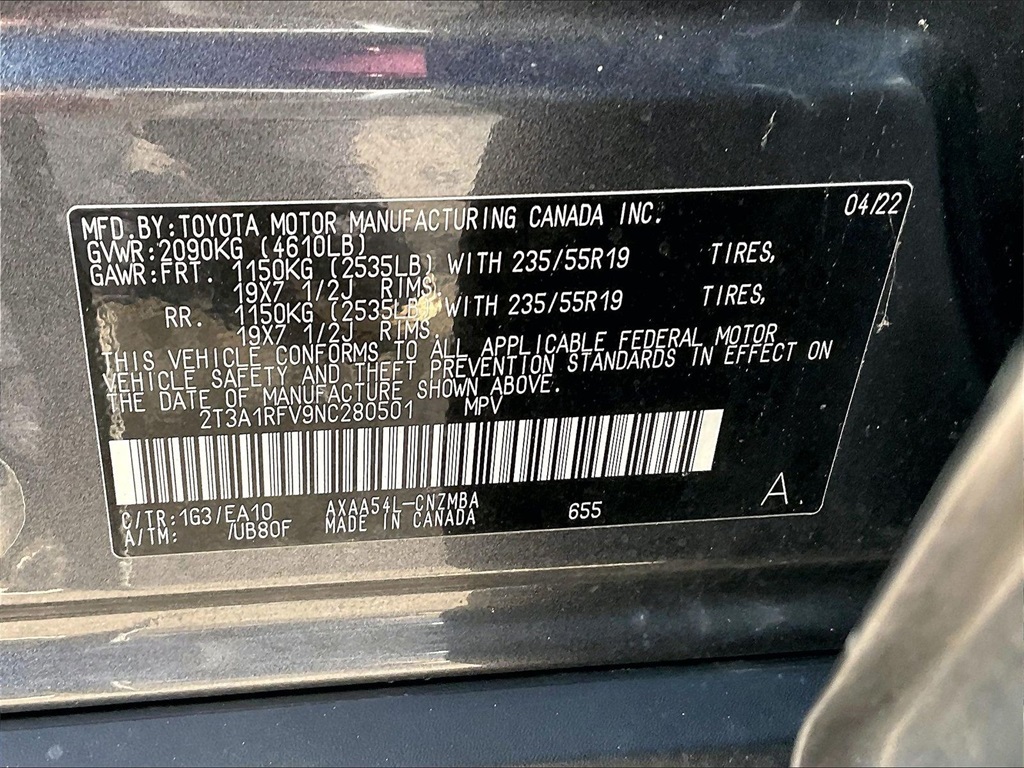 MFD.BY:TOYOTA MOTOR MANUFACTURING CANADA INC. 04/22
GVWR:2090KG (4610LB)
GAWR:FRT. 1150KG (2535LB) WITH 235/55R19 TIRES,
19X7 1/2J RIMS,
RR. 1150KG (2535LB) WITH 235/55R19 TIRES,
19X7 1/2J RIMS
THIS VEHICLE CONFORMS TO ALL APPLICABLE FEDERAL MOTOR
VEHICLE SAFETY AND THEFT PREVENTION STANDARDS IN EFFECT ON
THE DATE OF MANUFACTURE SHOWN ABOVE.
2T3A1RFV9NC280501 MPV
C/TR:1G3/EA10 AXAA54L-CNZMBA 655 A.
A/TM: /UB80F MADE IN CANADA